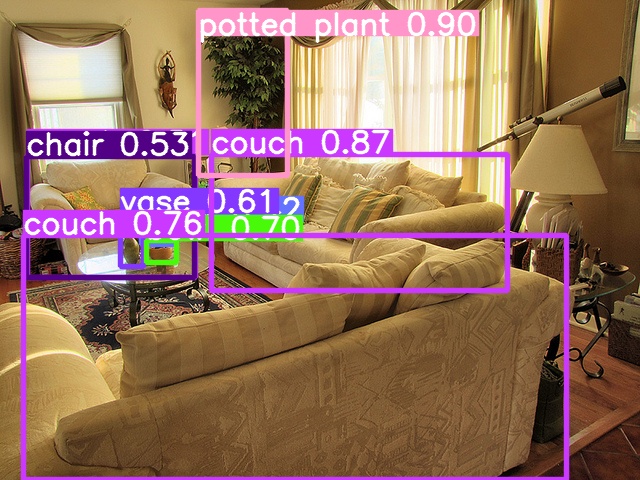 potted plant 0.90
chair 0.53
couch 0.87
vase 0.61
couch 0.76
0.70